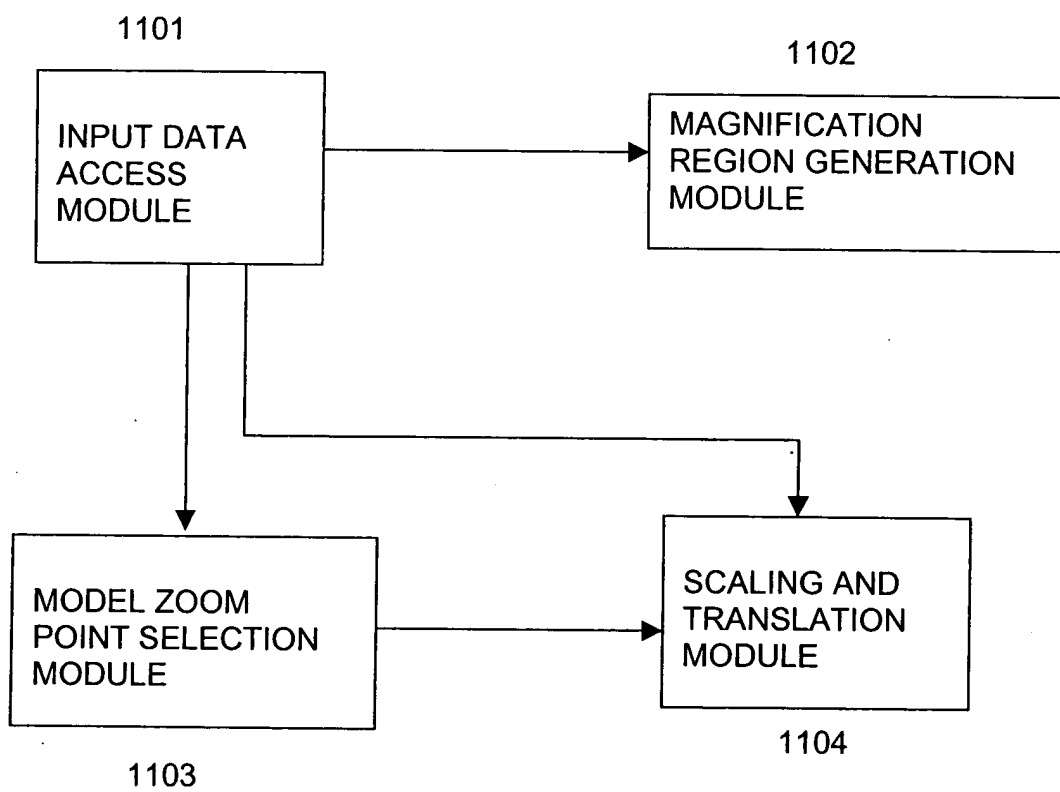 1101
INPUT DATA
ACCESS
MODULE
1102
MAGNIFICATION
REGION GENERATION
MODULE
MODEL ZOOM
POINT SELECTION
MODULE
1103
SCALING AND
TRANSLATION
MODULE
1104